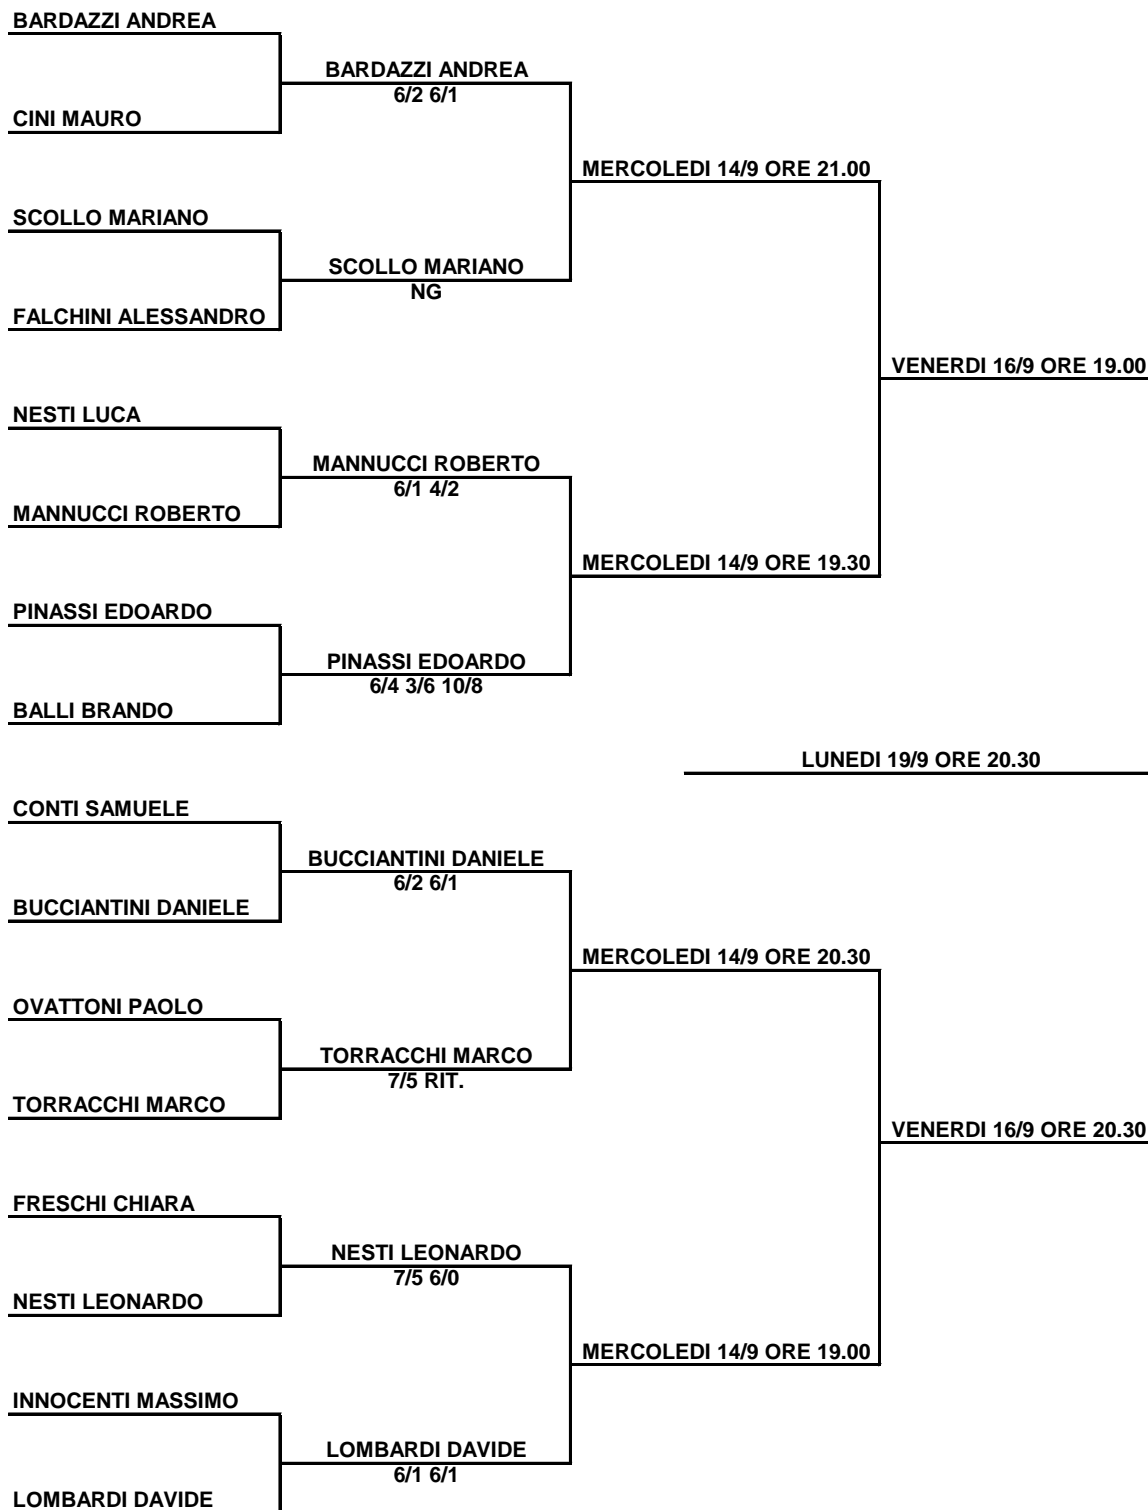 BARDAZZI ANDREA
BARDAZZI ANDREA
6/2 6/1
CINI MAURO
MERCOLEDI 14/9 ORE 21.00
SCOLLO MARIANO
SCOLLO MARIANO
NG
FALCHINI ALESSANDRO
VENERDI 16/9 ORE 19.00
NESTI LUCA
MANNUCCI ROBERTO
6/1 4/2
MANNUCCI ROBERTO
MERCOLEDI 14/9 ORE 19.30
PINASSI EDOARDO
PINASSI EDOARDO
6/4 3/6 10/8
BALLI BRANDO
LUNEDI 19/9 ORE 20.30
CONTI SAMUELE
BUCCIANTINI DANIELE
6/2 6/1
BUCCIANTINI DANIELE
MERCOLEDI 14/9 ORE 20.30
OVATTONI PAOLO
TORRACCHI MARCO
7/5 RIT.
TORRACCHI MARCO
VENERDI 16/9 ORE 20.30
FRESCHI CHIARA
NESTI LEONARDO
7/5 6/0
NESTI LEONARDO
MERCOLEDI 14/9 ORE 19.00
INNOCENTI MASSIMO
LOMBARDI DAVIDE
6/1 6/1
LOMBARDI DAVIDE